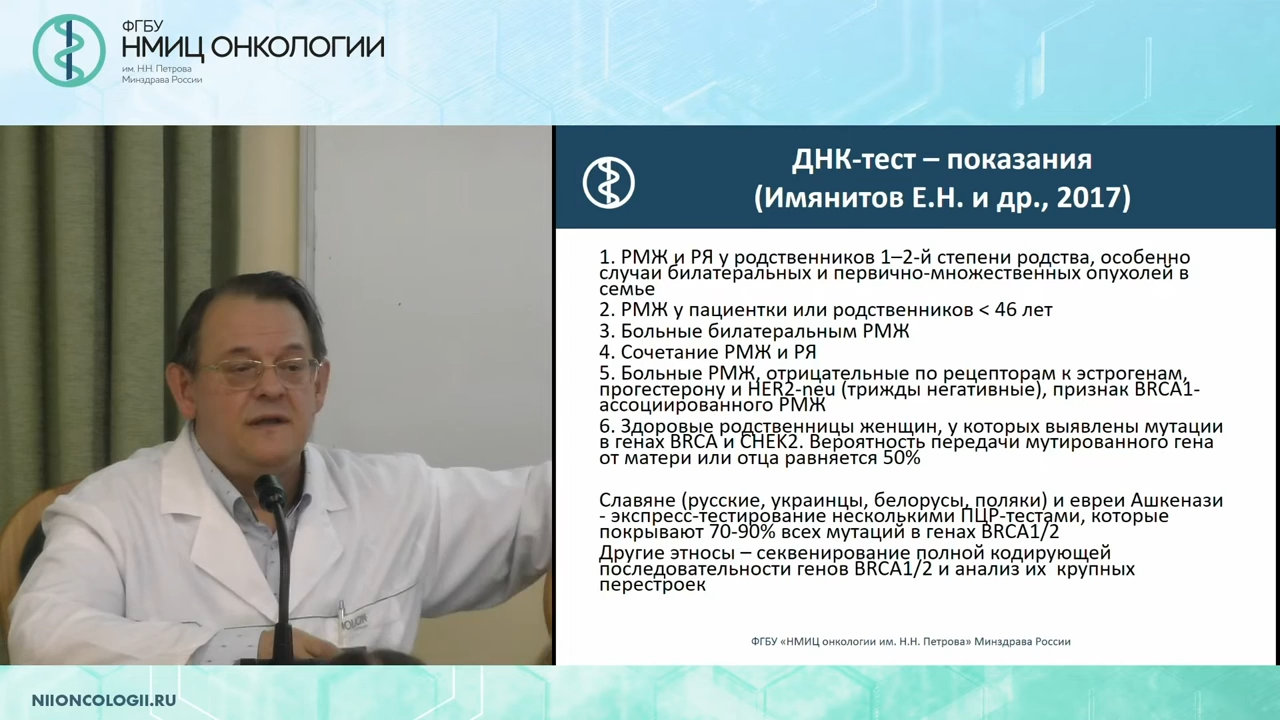 ФГБУ
НМИЦ ОНКОЛОГИИ
им. Н.Н. Петрова
Минздрава России
ДНК-тест – показания
(Имянитов Е.Н. и др., 2017)
1. РМЖ и РЯ у родственников 1–2-й степени родства, особенно
случаи билатеральных и первично-множественных опухолей в
семье
2. РМЖ у пациентки или родственников < 46 лет
3. Больные билатеральным РМЖ
4. Сочетание РМЖ и РЯ
5. Больные РМЖ, отрицательные по рецепторам к эстрогенам,
прогестерону и HER2-neu (трижды негативные), признак BRCA1-
ассоциированного РМЖ
6. Здоровые родственницы женщин, у которых выявлены мутации
в генах BRCA и CHEK2. Вероятность передачи мутированного гена
от матери или отца равняется 50%
Славяне (русские, украинцы, белорусы, поляки) и евреи Ашкенази
- экспресс-тестирование несколькими ПЦР-тестами, которые
покрывают 70-90% всех мутаций в генах BRCA1/2
Другие этносы – секвенирование полной кодирующей
последовательности генов BRCA1/2 и анализ их крупных
перестроек
ФГБУ «НМИЦ онкологии им. Н.Н. Петрова» Минздрава России
NIIONCOLOGII.RU